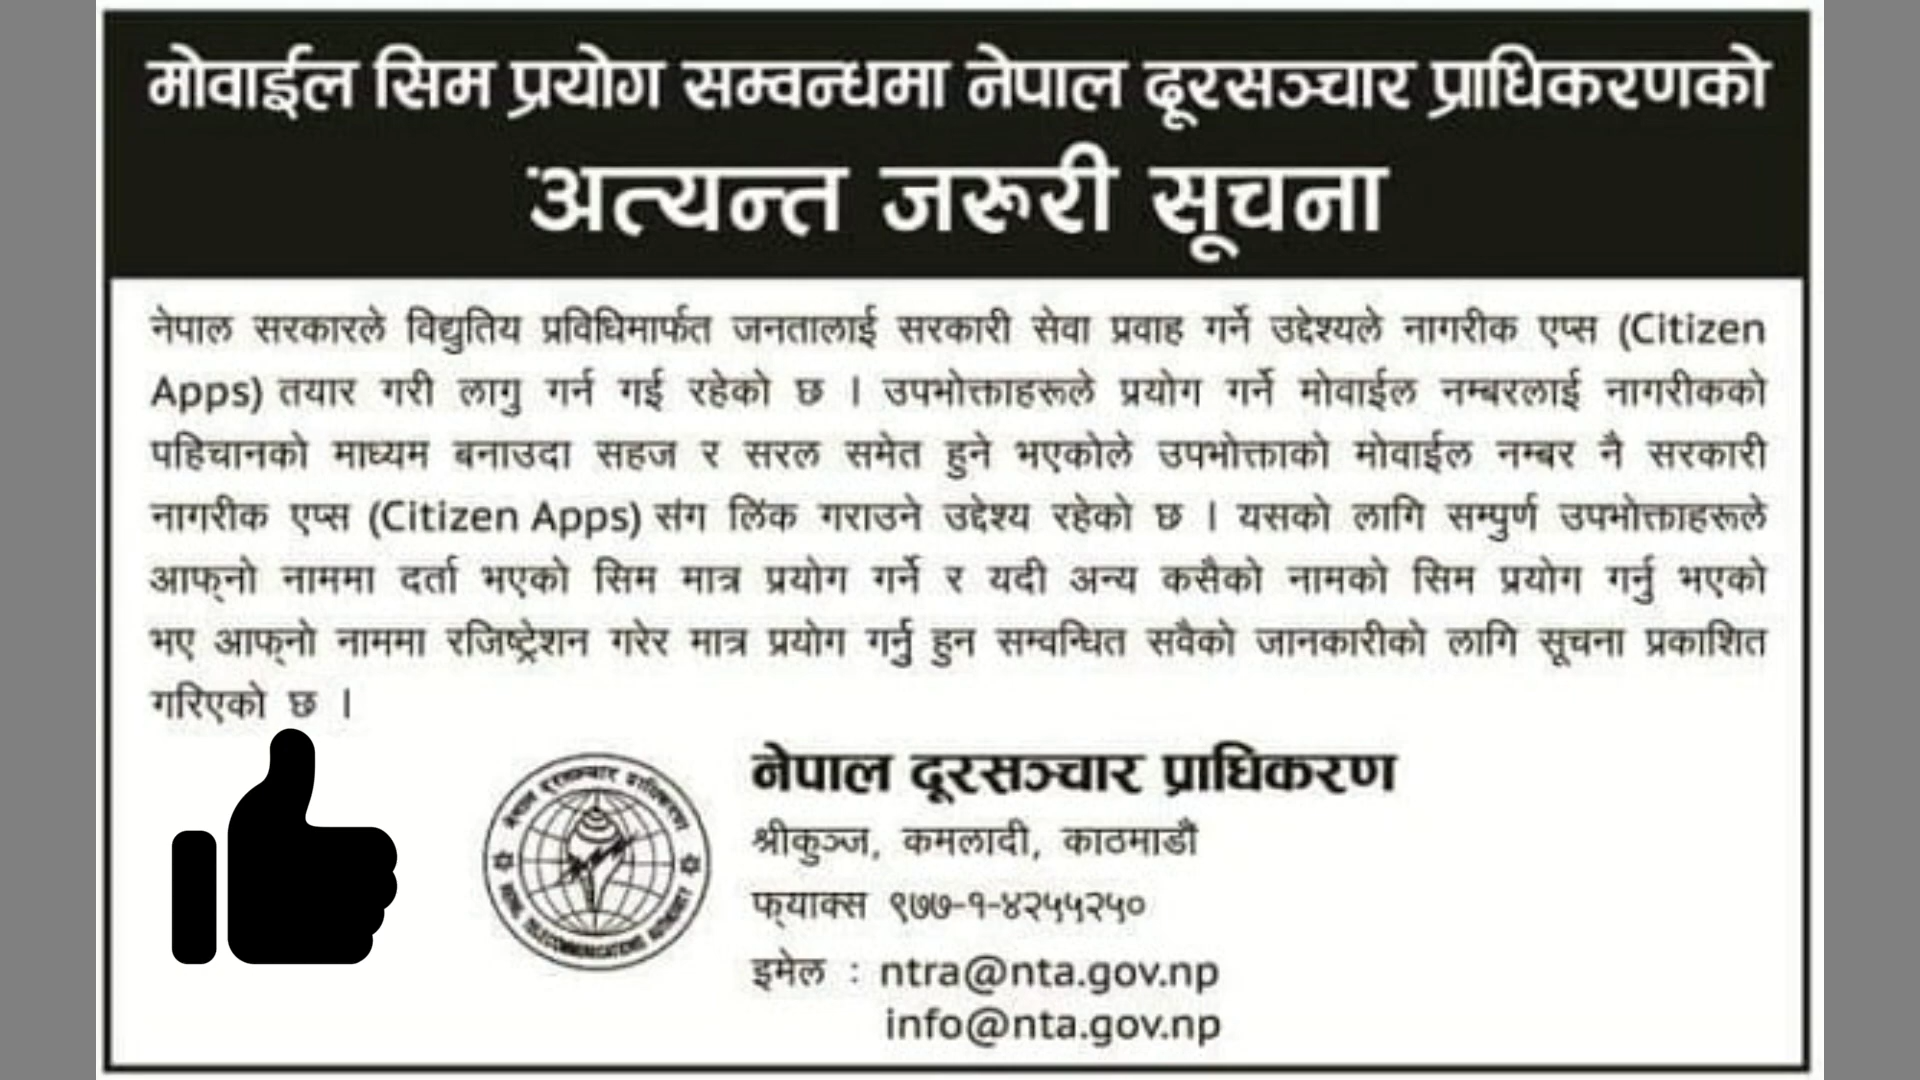 मोवाईल सिम प्रयोग सम्वन्धमा नेपाल दूरसञ्चार प्राधिकरणको
अत्यन्त जरूरी सूचना
नेपाल सरकारले विद्युतिय प्रविधिमार्फत जनतालाई सरकारी सेवा प्रवाह गर्ने उद्देश्यले नागरीक एप्स (Citizen
Apps) तयार गरी लागु गर्न गई रहेको छ । उपभोक्ताहरूले प्रयोग गर्ने मोवाईल नम्बरलाई नागरीकको
पहिचानको माध्यम बनाउदा सहज र सरल समेत हुने भएकोले उपभोक्ताको मोवाईल नम्बर नै सरकारी
नागरीक एप्स (Citizen Apps) संग लिंक गराउने उद्देश्य रहेको छ । यसको लागि सम्पुर्ण उपभोक्ताहरूले
आफ्‌नो नाममा दर्ता भएको सिम मात्र प्रयोग गर्ने र यदी अन्य कसैको नामको सिम प्रयोग गर्नु भएको
भए आफ्‌नो नाममा रजिष्ट्रेशन गरेर मात्र प्रयोग गर्नु हुन सम्वन्धित सवैको जानकारीको लागि सूचना प्रकाशित
गरिएको छ ।
नेपाल दूरसञ्चार प्राधिकरण
NEPAL TELECOMMUNICATIONS AUTHORITY
नेपाल दूरसञ्चार प्राधिकरण
श्रीकुञ्ज, कमलादी, काठमाडौं
फ्‌याक्स ९७७-१-४२५५२५०
इमेल : ntra@nta.gov.np
info@nta.gov.np